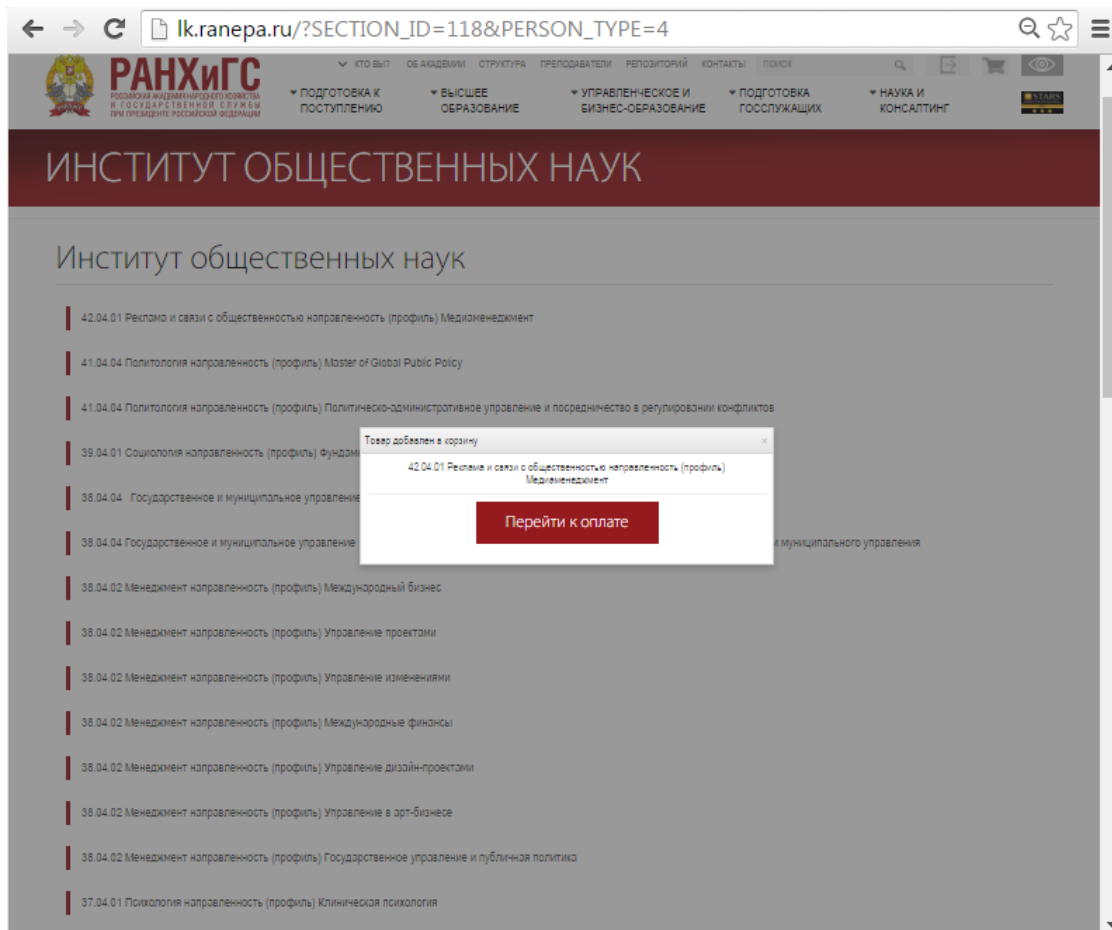 lk.ranepa.ru/?SECTION_ID=118&PERSON_TYPE=4
РАНХиГС
РОССИЙСКАЯ АКАДЕМИЯ НАРОДНОГО ХОЗЯЙСТВА
И ГОСУДАРСТВЕННОЙ СЛУЖБЫ
ПРИ ПРЕЗИДЕНТЕ РОССИЙСКОЙ ФЕДЕРАЦИИ
КТО ВЫ? ОБ АКАДЕМИИ СТРУКТУРА ПРЕПОДАВАТЕЛИ РЕПОЗИТОРИЙ КОНТАКТЫ ПОИСК
ПОДГОТОВКА К ПОСТУПЛЕНИЮ
ВЫСШЕЕ ОБРАЗОВАНИЕ
УПРАВЛЕНЧЕСКОЕ И БИЗНЕС-ОБРАЗОВАНИЕ
ПОДГОТОВКА ГОССЛУЖАЩИХ
НАУКА И КОНСАЛТИНГ
STARS
ИНСТИТУТ ОБЩЕСТВЕННЫХ НАУК
Институт общественных наук
42.04.01 Реклама и связи с общественностью направленность (профиль) Медиаменеджмент
41.04.04 Политология направленность (профиль) Master of Global Public Policy
41.04.04 Политология направленность (профиль) Политическо-административное управление и посредничество в регулировании конфликтов
39.04.01 Социология направленность (профиль)
38.04.04 Государственное и муниципальное управление
38.04.04 Государственное и муниципальное управление и муниципального управления
Товар добавлен в корзину ×
42.04.01 Реклама и связи с общественностью направленность (профиль)
Медиаменеджмент
Перейти к оплате
38.04.02 Менеджмент направленность (профиль) Международный бизнес
38.04.02 Менеджмент направленность (профиль) Управление проектами
38.04.02 Менеджмент направленность (профиль) Управление изменениями
38.04.02 Менеджмент направленность (профиль) Международные финансы
38.04.02 Менеджмент направленность (профиль) Управление дизайн-проектами
38.04.02 Менеджмент направленность (профиль) Управление в арт-бизнесе
38.04.02 Менеджмент направленность (профиль) Государственное управление и публичная политика
37.04.01 Психология направленность (профиль) Клиническая психология